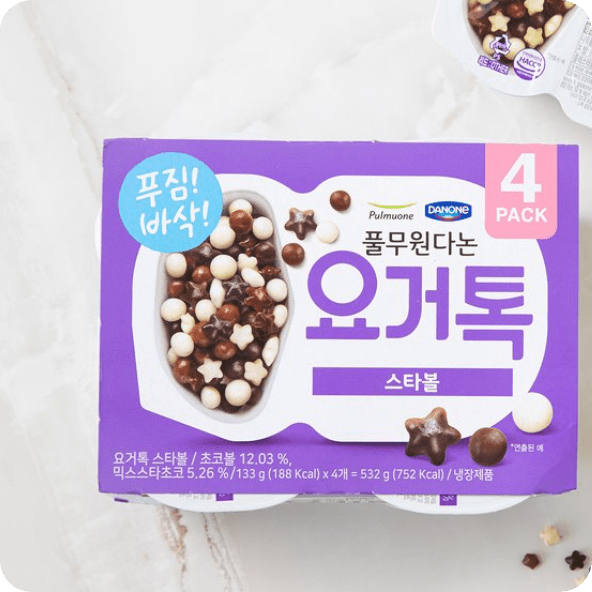 푸짐!
바삭!
Pulmuone
DANONE
4
PACK
풀무원다논
요거톡
스타볼
*연출된 예
요거톡 스타볼 / 초코볼 12.03 %,
믹스스타초코 5.26 % / 133 g (188 Kcal) x 4개 = 532 g (752 Kcal) / 냉장제품
HACCP